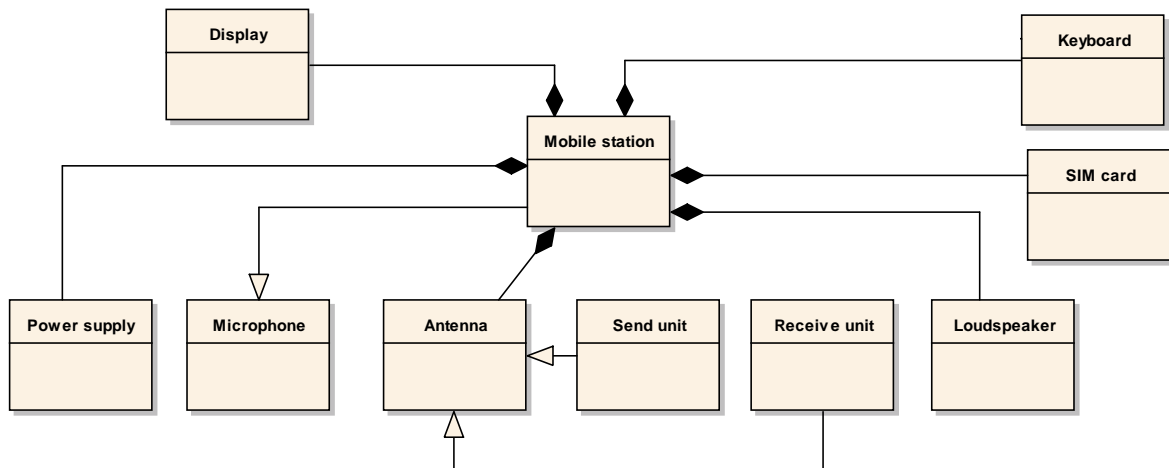 Display
Keyboard
Mobile station
SIM card
Power supply
Microphone
Antenna
Send unit
Receive unit
Loudspeaker